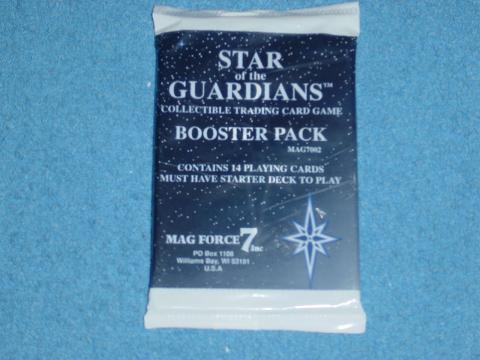 STAR
of the
GUARDIANS™
COLLECTIBLE TRADING CARD GAME
BOOSTER PACK
MAG7002
CONTAINS 14 PLAYING CARDS
MUST HAVE STARTER DECK TO PLAY
MAG FORCE 7 Inc
PO Box 1106
Williams Bay, WI 53191
U.S.A